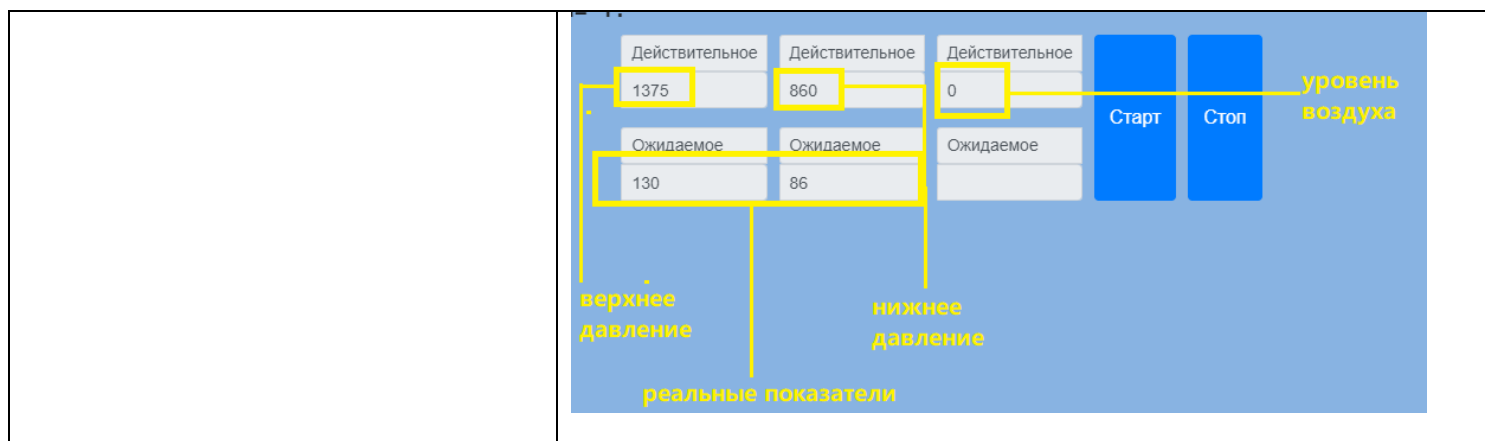 Действительное Действительное Действительное
1375 860 0
уровень
воздуха
Старт Стоп
Ожидаемое Ожидаемое Ожидаемое
130 86
верхнее
давление
нижнее
давление
реальные показатели